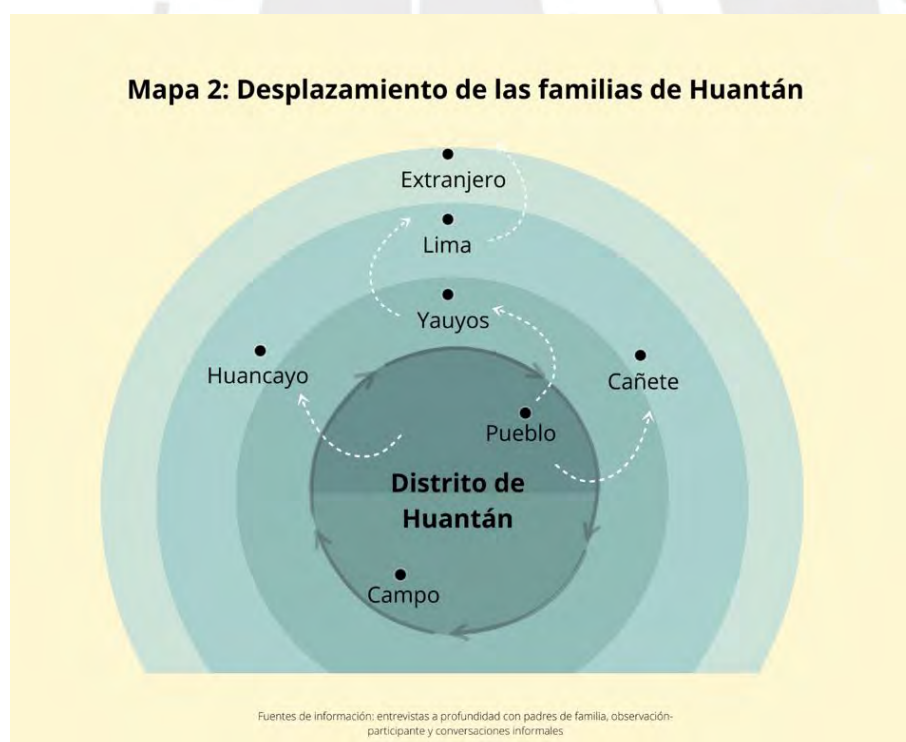 Mapa 2: Desplazamiento de las familias de Huantán
Extranjero
Lima
Yauyos
Huancayo
Cañete
Pueblo
Distrito de
Huantán
Campo
Fuentes de información: entrevistas a profundidad con padres de familia, observación-
participante y conversaciones informales